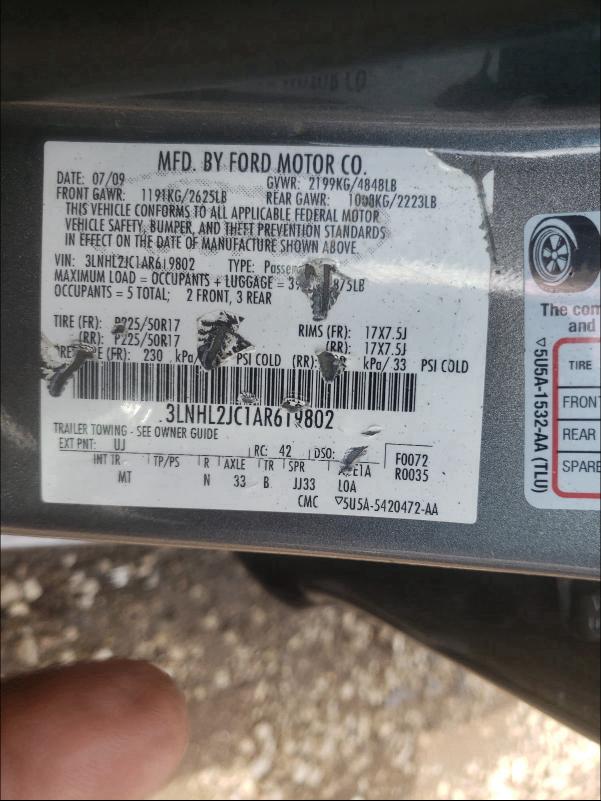 MFD. BY FORD MOTOR CO.
DATE: 07/09 GVWR: 2199KG/4848LB
FRONT GAWR: 1191KG/2625LB REAR GAWR: 1008KG/2223LB
THIS VEHICLE CONFORMS TO ALL APPLICABLE FEDERAL MOTOR
VEHICLE SAFETY, BUMPER, AND THEFT PREVENTION STANDARDS
IN EFFECT ON THE DATE OF MANUFACTURE SHOWN ABOVE.
VIN: 3LNHL2JC1AR619802 TYPE: Passen
MAXIMUM LOAD = OCCUPANTS + LUGGAGE = 75LB
OCCUPANTS = 5 TOTAL; 2 FRONT, 3 REAR
TIRE (FR): P225/50R17 RIMS (FR): 17X7.5J
(RR): P225/50R17 (RR): 17X7.5J
(FR): 230 kPa/ PSI COLD (RR): kPa/ 33 PSI COLD
3LNHL2JC1AR619802
TRAILER TOWING - SEE OWNER GUIDE
EXT PNT: UJ RC: 42 DSO: F0072
INT TR TP/PS R AXLE TR SPR R0035
MT N 33 B JJ33 LOA
CMC ▽5U5A-5420472-AA
The com
and
TIRE
FRONT
REAR
SPARE
▽5U5A-1532-AA (TLU)